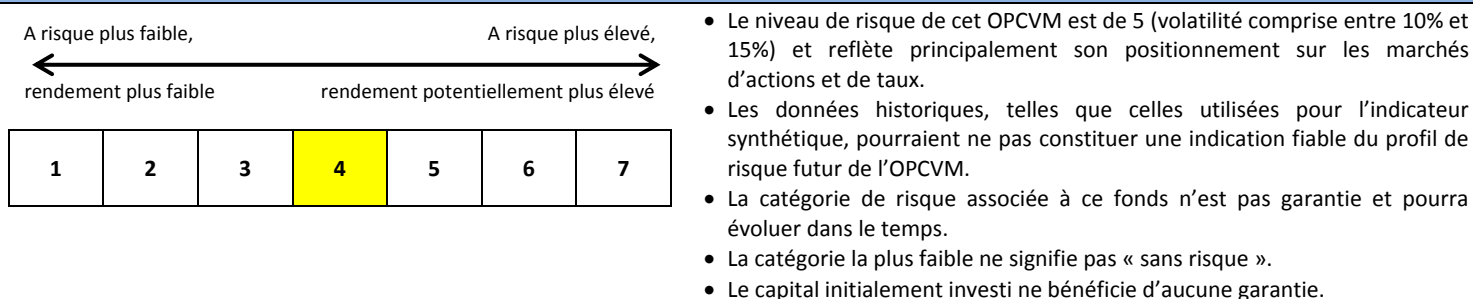 A risque plus faible, A risque plus élevé,
rendement plus faible rendement potentiellement plus élevé
1 2 3 4 5 6 7
• Le niveau de risque de cet OPCVM est de 5 (volatilité comprise entre 10% et
15%) et reflète principalement son positionnement sur les marchés
d’actions et de taux.
• Les données historiques, telles que celles utilisées pour l’indicateur
synthétique, pourraient ne pas constituer une indication fiable du profil de
risque futur de l’OPCVM.
• La catégorie de risque associée à ce fonds n’est pas garantie et pourra
évoluer dans le temps.
• La catégorie la plus faible ne signifie pas « sans risque ».
• Le capital initialement investi ne bénéficie d’aucune garantie.